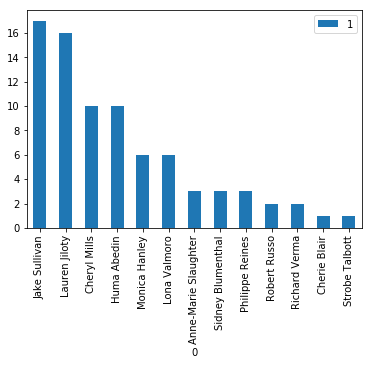 1
16
14
12
10
8
6
4
2
0
Jake Sullivan
Lauren Jiloty
Cheryl Mills
Huma Abedin
Monica Hanley
Lona Valmoro
Anne-Marie Slaughter
Sidney Blumenthal
Philippe Reines
Robert Russo
Richard Verma
Cherie Blair
Strobe Talbott
0